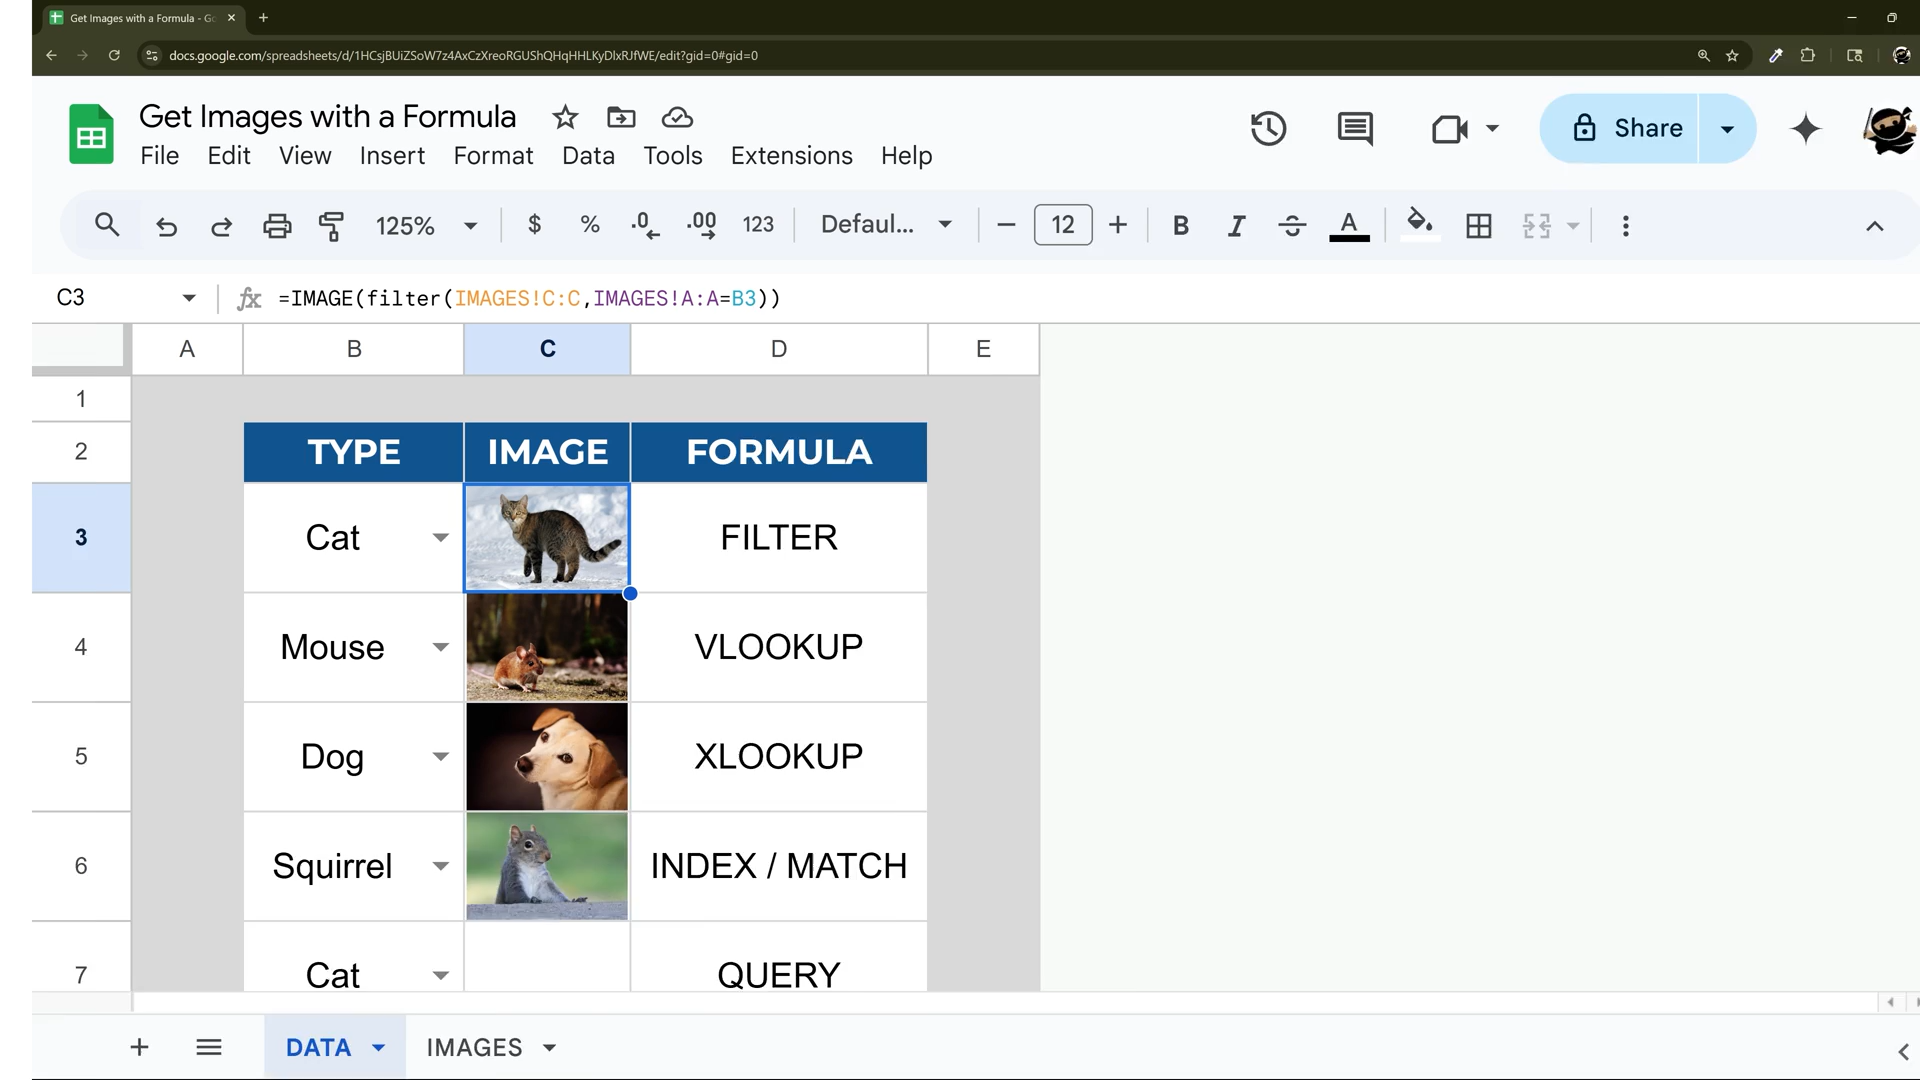 Get Images with a Formula - Go
docs.google.com/spreadsheets/d/1HCsjBUiZSoW7z4AxCzXreoRGUShQHqHHLKyDlxRJfWE/edit?gid=0#gid=0
Get Images with a Formula
Share
File Edit View Insert Format Data Tools Extensions Help
125% $ % .0 .00 123 Defaul... 12 B I S A
C3 fx =IMAGE(filter(IMAGES!C:C,IMAGES!A:A=B3))
A B C D E
1
2 TYPE IMAGE FORMULA
3 Cat FILTER
4 Mouse VLOOKUP
5 Dog XLOOKUP
6 Squirrel INDEX / MATCH
7 Cat QUERY
DATA IMAGES